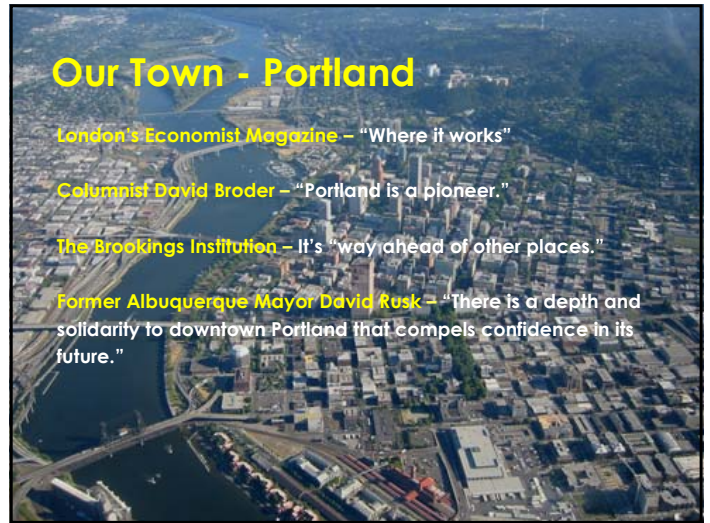 Our Town - Portland
London's Economist Magazine – “Where it works”
Columnist David Broder – “Portland is a pioneer.”
The Brookings Institution – It’s “way ahead of other places.”
Former Albuquerque Mayor David Rusk – “There is a depth and
solidarity to downtown Portland that compels confidence in its
future.”